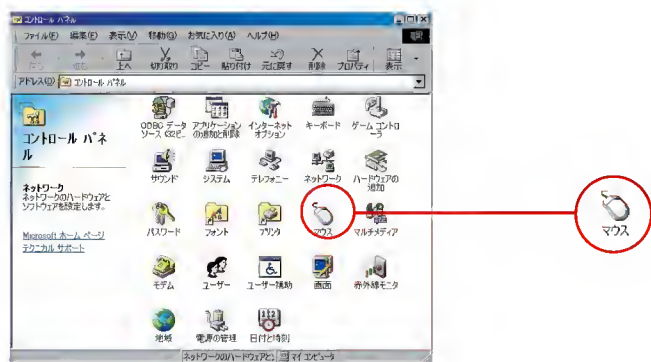 コントロール パネル
ファイル(F) 編集(E) 表示(V) 移動(G) お気に入り(A) ヘルプ(H)
上へ 切り取り コピー 貼り付け 元に戻す 削除 プロパティ 表示
アドレス(D) コントロール パネル
コントロール パネ
ル
ネットワーク
ネットワークのハードウェアと
ソフトウェアを設定します。
Microsoft ホーム ページ
テクニカル サポート
ODBC データ アプリケーション インターネット キーボード ゲーム コントロ
ソース (32ビ... の追加と削除 オプション ーラ
サウンド システム テレフォニー ネットワーク ハードウェアの
追加
パスワード フォント プリンタ マウス マルチメディア
モデム ユーザー ユーザー補助 画面 赤外線モニタ
地域 電源の管理 日付と時刻
ネットワークのハードウェアと マイ コンピュータ
マウス